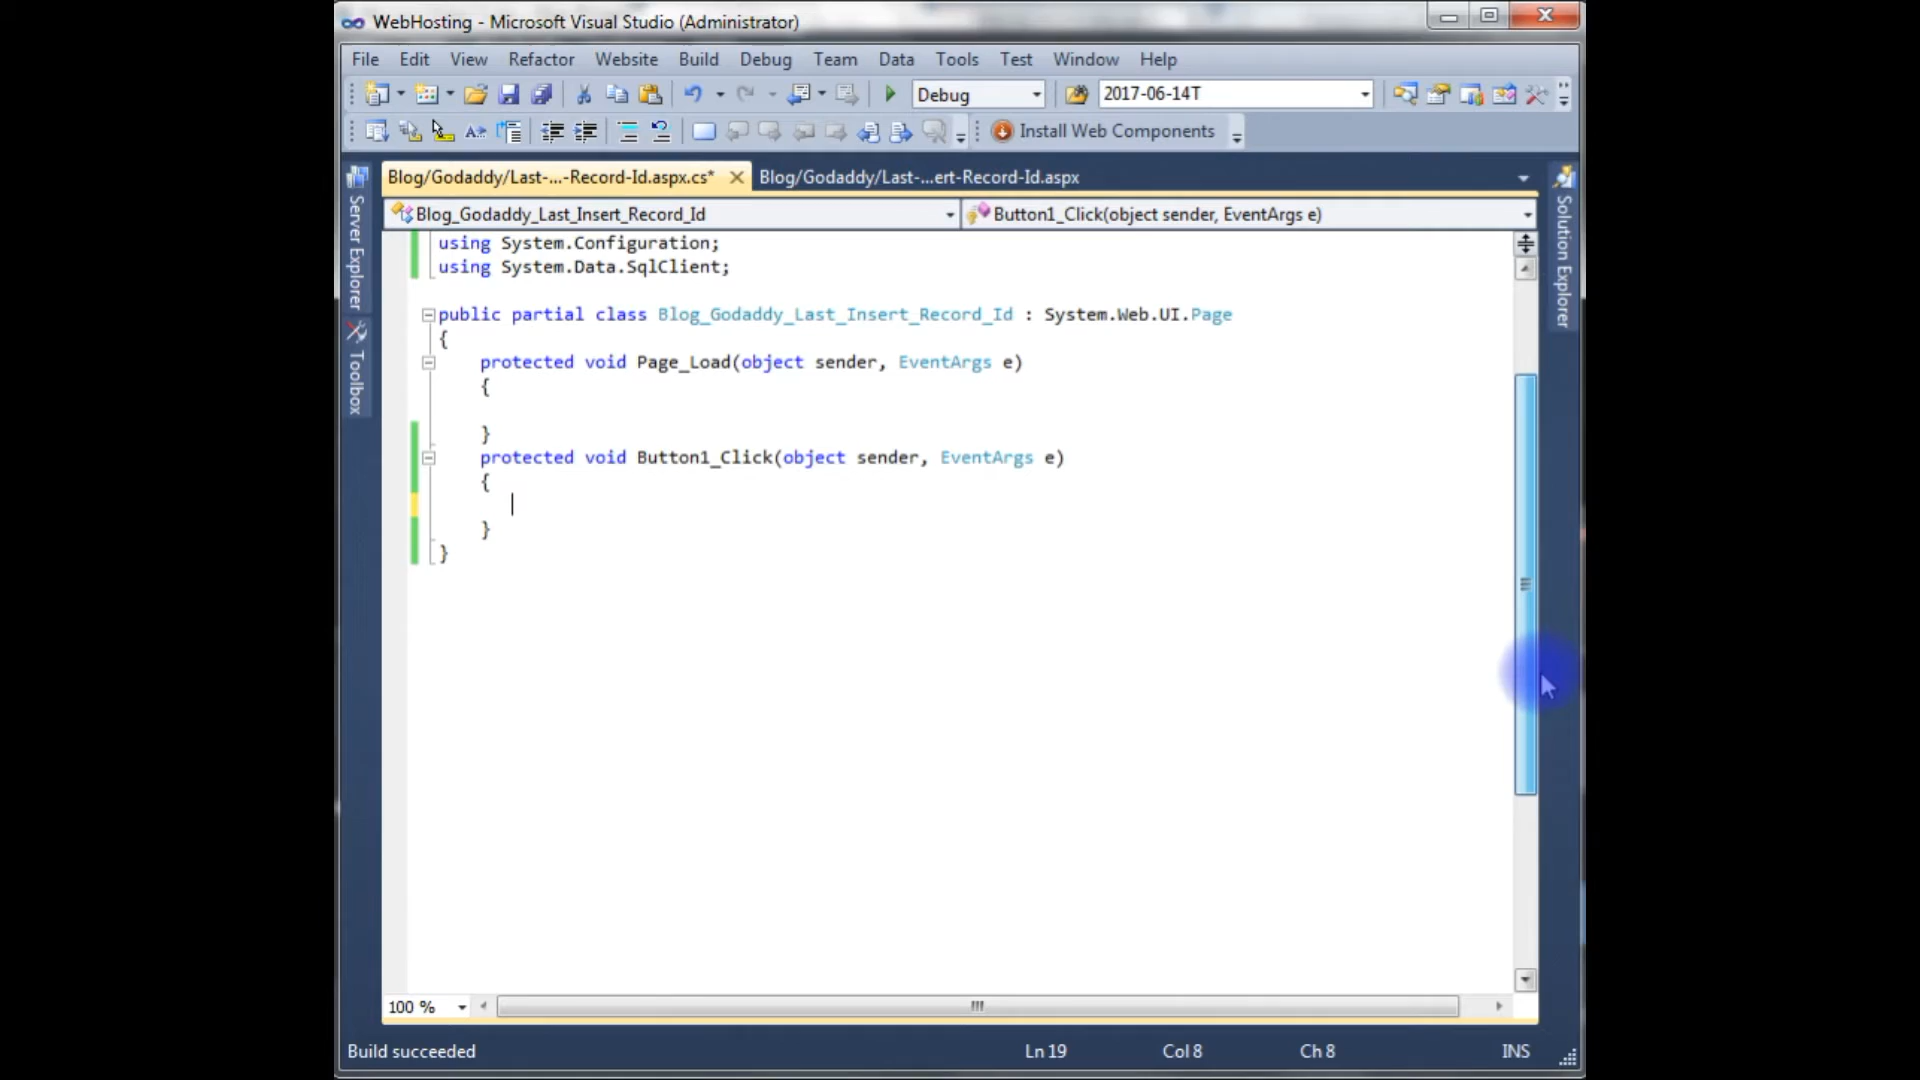 WebHosting - Microsoft Visual Studio (Administrator)
File Edit View Refactor Website Build Debug Team Data Tools Test Window Help
Debug 2017-06-14T
Install Web Components
Blog/Godaddy/Last-...-Record-Id.aspx.cs* Blog/Godaddy/Last-...ert-Record-Id.aspx
Blog_Godaddy_Last_Insert_Record_Id Button1_Click(object sender, EventArgs e)
Server Explorer
Toolbox
Solution Explorer
using System.Configuration;
using System.Data.SqlClient;
public partial class Blog_Godaddy_Last_Insert_Record_Id : System.Web.UI.Page
{
protected void Page_Load(object sender, EventArgs e)
{
}
protected void Button1_Click(object sender, EventArgs e)
{
}
}
100 %
Build succeeded Ln 19 Col 8 Ch 8 INS